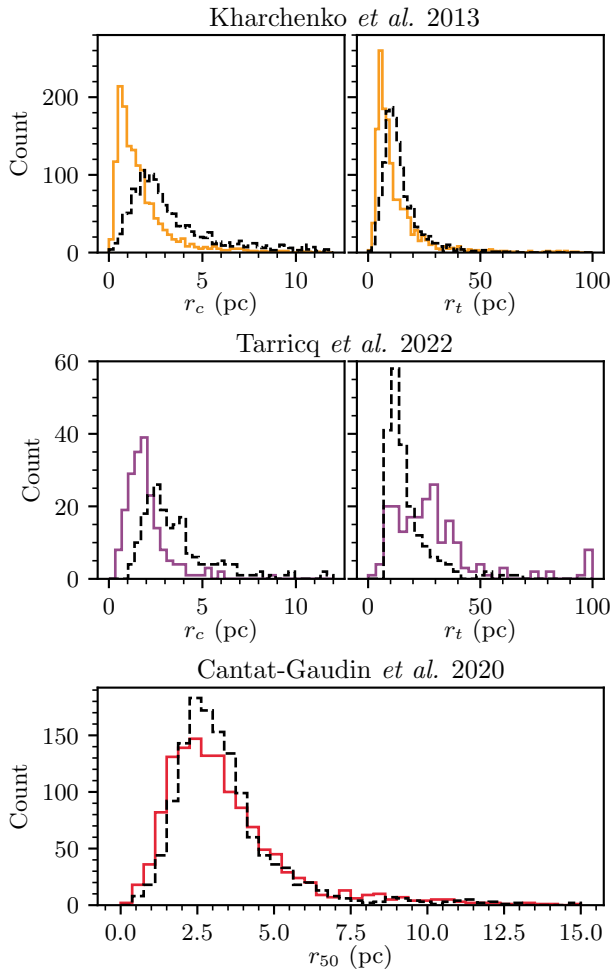 Kharchenko et al. 2013
Count
200
100
0
0 5 10
r_c (pc)
0 50 100
r_t (pc)
Tarricq et al. 2022
Count
60
40
20
0
0 5 10
r_c (pc)
0 50 100
r_t (pc)
Cantat-Gaudin et al. 2020
Count
150
100
50
0
0.0 2.5 5.0 7.5 10.0 12.5 15.0
r_50 (pc)